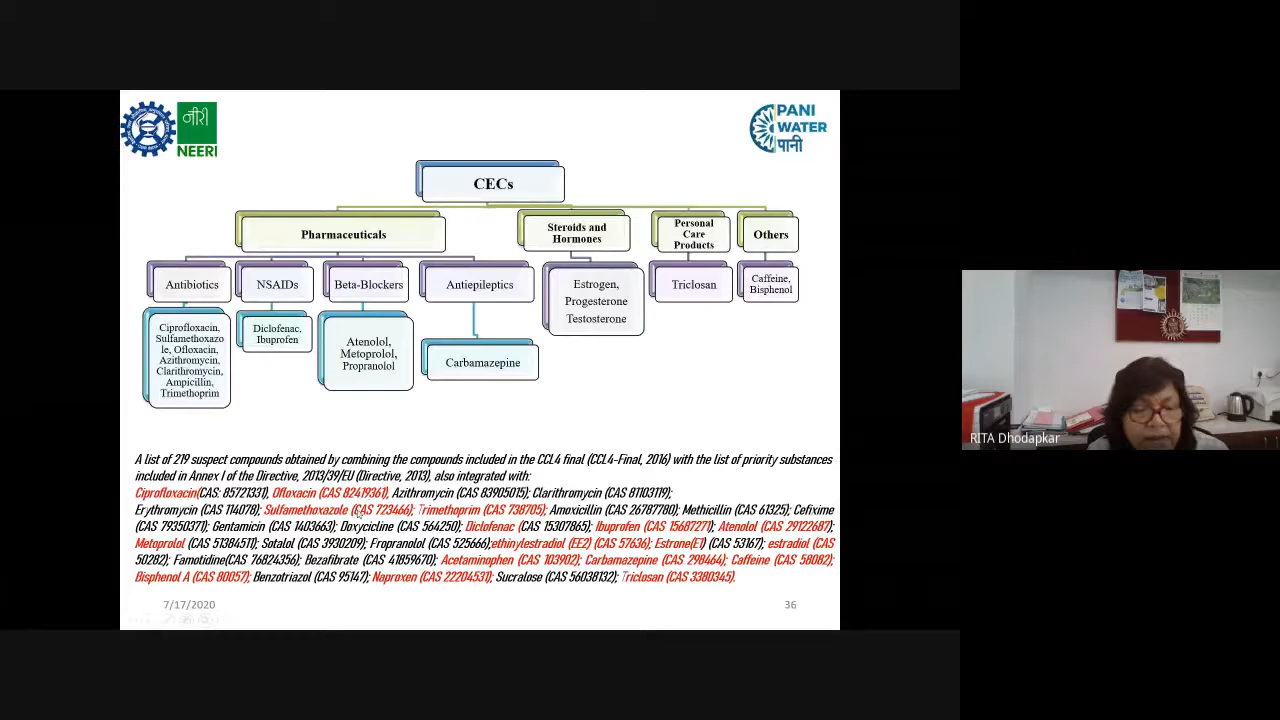 नीरी
NEERI
PANI
WATER
पानी
CECs
Pharmaceuticals
Steroids and
Hormones
Personal
Care
Products
Others
Antibiotics
NSAIDs
Beta-Blockers
Antiepileptics
Estrogen,
Progesterone
Testosterone
Triclosan
Caffeine,
Bisphenol
Ciprofloxacin,
Sulfamethoxazo
le, Ofloxacin,
Azithromycin,
Clarithromycin,
Ampicillin,
Trimethoprim
Diclofenac,
Ibuprofen
Atenolol,
Metoprolol,
Propranolol
Carbamazepine
A list of 219 suspect compounds obtained by combining the compounds included in the CCL4 final (CCL4-Final, 2016) with the list of priority substances
included in Annex I of the Directive, 2013/39/EU (Directive, 2013), also integrated with:
Ciprofloxacin(CAS: 85721331), Ofloxacin (CAS 82419361), Azithromycin (CAS 83905015); Clarithromycin (CAS 81103119);
Erythromycin (CAS 114078); Sulfamethoxazole (CAS 723466); Trimethoprim (CAS 738705); Amoxicillin (CAS 26787780); Methicillin (CAS 61325); Cefixime
(CAS 79350371); Gentamicin (CAS 1403663); Doxycicline (CAS 564250); Diclofenac (CAS 15307865); Ibuprofen (CAS 15687271); Atenolol (CAS 29122687);
Metoprolol (CAS 51384511); Satalol (CAS 3930209); Propranolol (CAS 525666);ethinylestradiol (EE2) (CAS 57636); Estrone(E1) (CAS 53167); estradiol (CAS
50282); Famotidine(CAS 76824356); Bezafibrate (CAS 41859670); Acetaminophen (CAS 103902); Carbamazepine (CAS 298464); Caffeine (CAS 58082);
Bisphenol A (CAS 80057); Benzotriazol (CAS 95147); Naproxen (CAS 22204531); Sucralose (CAS 56038132); Triclosan (CAS 3380345).
7/17/2020
36
RITA Dhodapkar